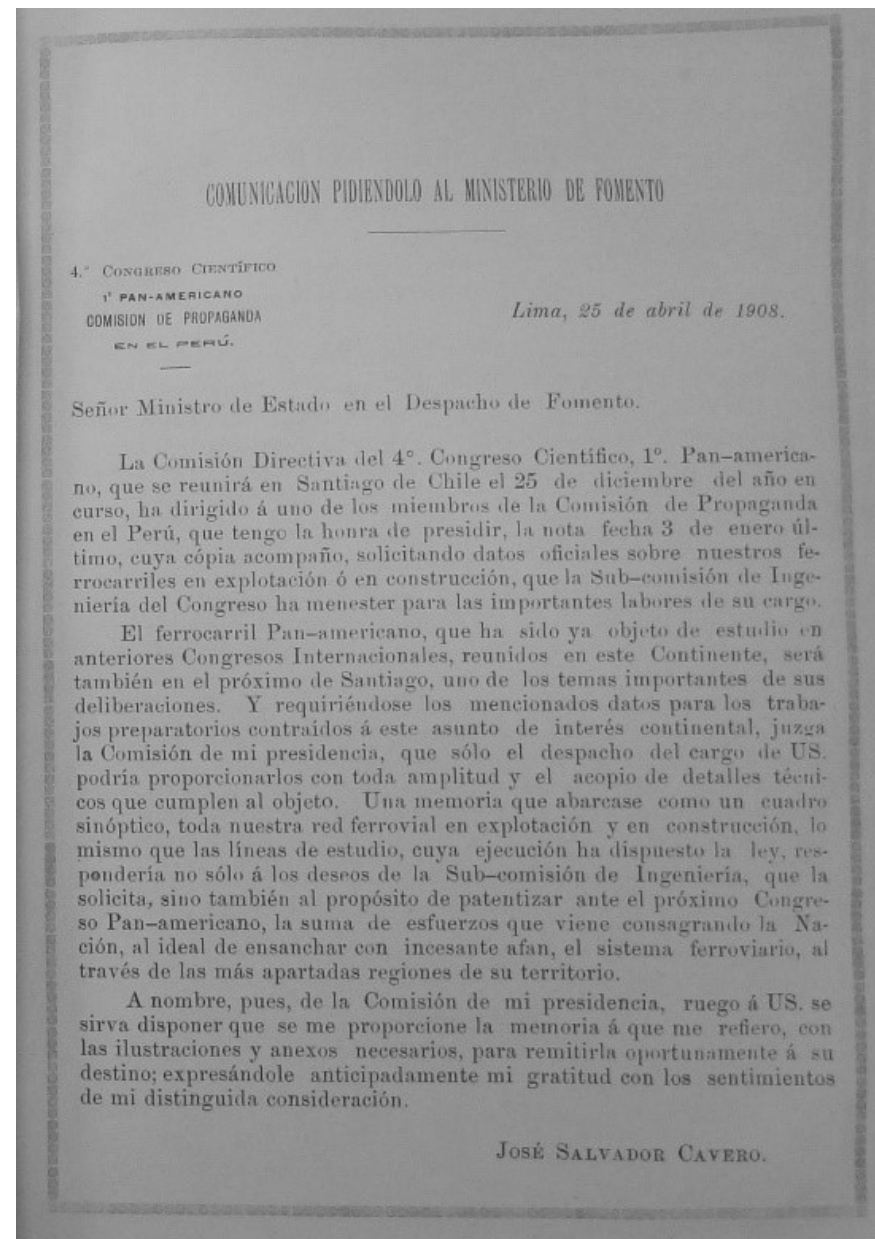 COMUNICACION PIDIENDOLO AL MINISTERIO DE FOMENTO
4.° CONGRESO CIENTÍFICO
1° PAN-AMERICANO
COMISION DE PROPAGANDA
EN EL PERÚ.
Lima, 25 de abril de 1908.
Señor Ministro de Estado en el Despacho de Fomento.
La Comisión Directiva del 4°. Congreso Científico, 1°. Pan-america-
no, que se reunirá en Santiago de Chile el 25 de diciembre del año en
curso, ha dirigido á uno de los miembros de la Comisión de Propaganda
en el Perú, que tengo la honra de presidir, la nota fecha 3 de enero úl-
timo, cuya cópia acompaño, solicitando datos oficiales sobre nuestros fe-
rrocarriles en explotación ó en construcción, que la Sub-comisión de Inge-
niería del Congreso ha menester para las importantes labores de su cargo.
El ferrocarril Pan-americano, que ha sido ya objeto de estudio en
anteriores Congresos Internacionales, reunidos en este Continente, será
también en el próximo de Santiago, uno de los temas importantes de sus
deliberaciones. Y requiriéndose los mencionados datos para los traba-
jos preparatorios contraídos á este asunto de interés continental, juzga
la Comisión de mi presidencia, que sólo el despacho del cargo de US.
podría proporcionarlos con toda amplitud y el acopio de detalles técni-
cos que cumplen al objeto. Una memoria que abarcase como un cuadro
sinóptico, toda nuestra red ferrovial en explotación y en construcción, lo
mismo que las líneas de estudio, cuya ejecución ha dispuesto la ley, res-
pondería no sólo á los deseos de la Sub-comisión de Ingeniería, que la
solicita, sino también al propósito de patentizar ante el próximo Congre-
so Pan-americano, la suma de esfuerzos que viene consagrando la Na-
ción, al ideal de ensanchar con incesante afan, el sistema ferroviario, al
través de las más apartadas regiones de su territorio.
A nombre, pues, de la Comisión de mi presidencia, ruego á US. se
sirva disponer que se me proporcione la memoria á que me refiero, con
las ilustraciones y anexos necesarios, para remitirla oportunamente á su
destino; expresándole anticipadamente mi gratitud con los sentimientos
de mi distinguida consideración.
JOSÉ SALVADOR CAVERO.